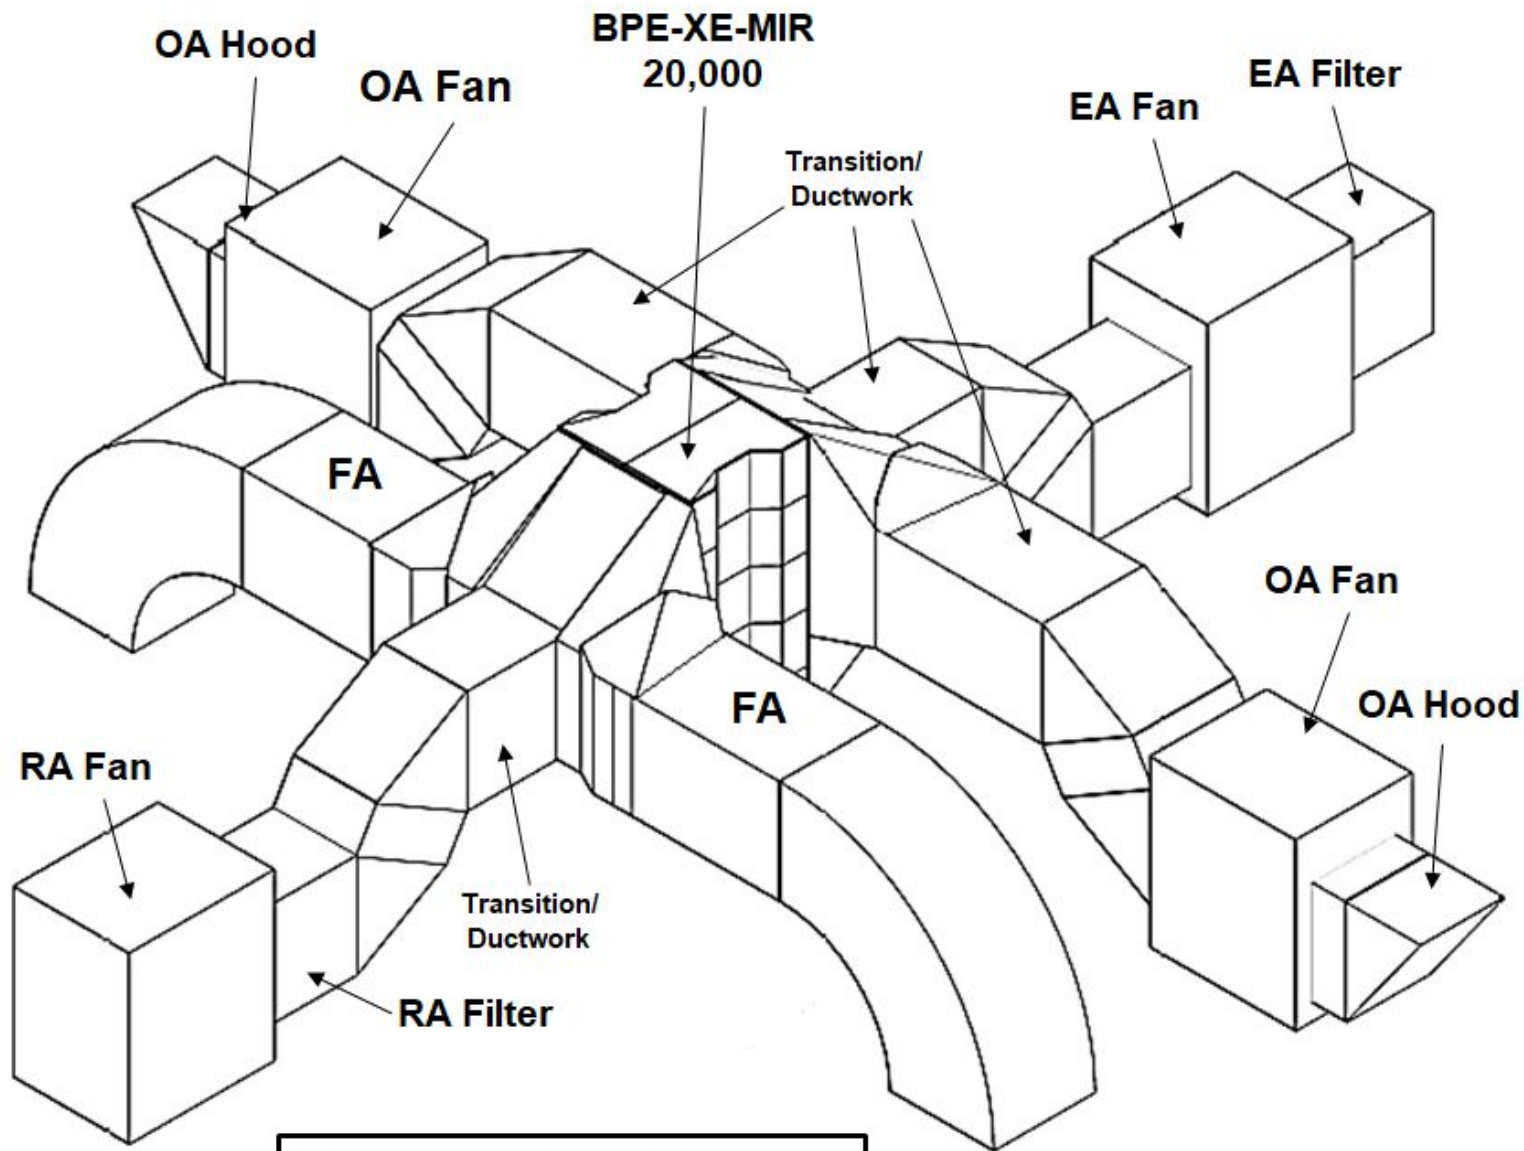 BPE-XE-MIR
20,000
OA Hood
OA Fan
EA Filter
EA Fan
Transition/
Ductwork
FA
OA Fan
OA Hood
FA
RA Fan
Transition/
Ductwork
RA Filter